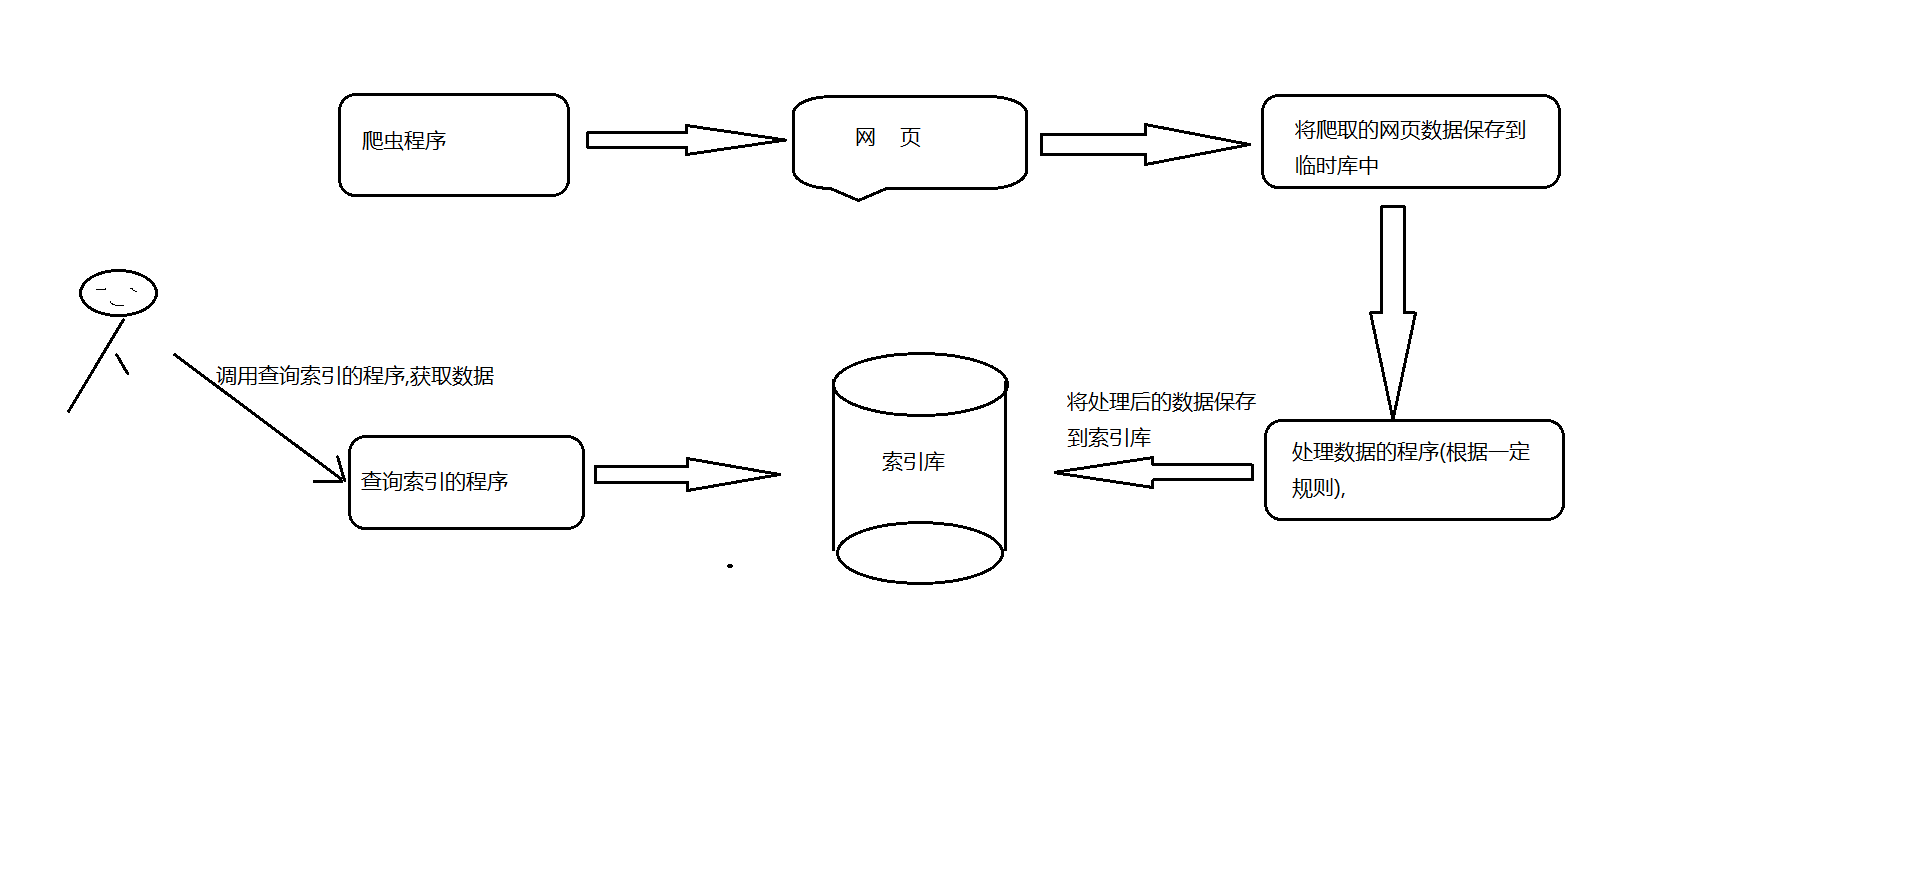 爬虫程序
网 页
将爬取的网页数据保存到
临时库中
调用查询索引的程序,获取数据
将处理后的数据保存
到索引库
处理数据的程序(根据一定
规则),
索引库
查询索引的程序